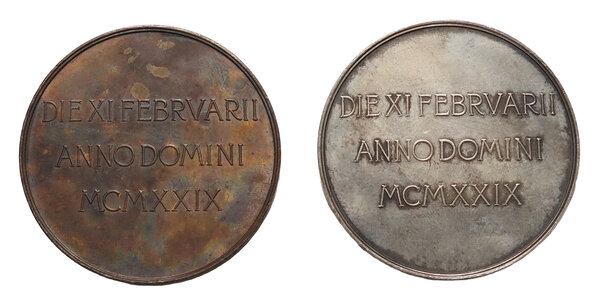 DIE XI FEBRVARII
ANNO DOMINI
MCMXXIX
DIE XI FEBRVARII
ANNO DOMINI
MCMXXIX